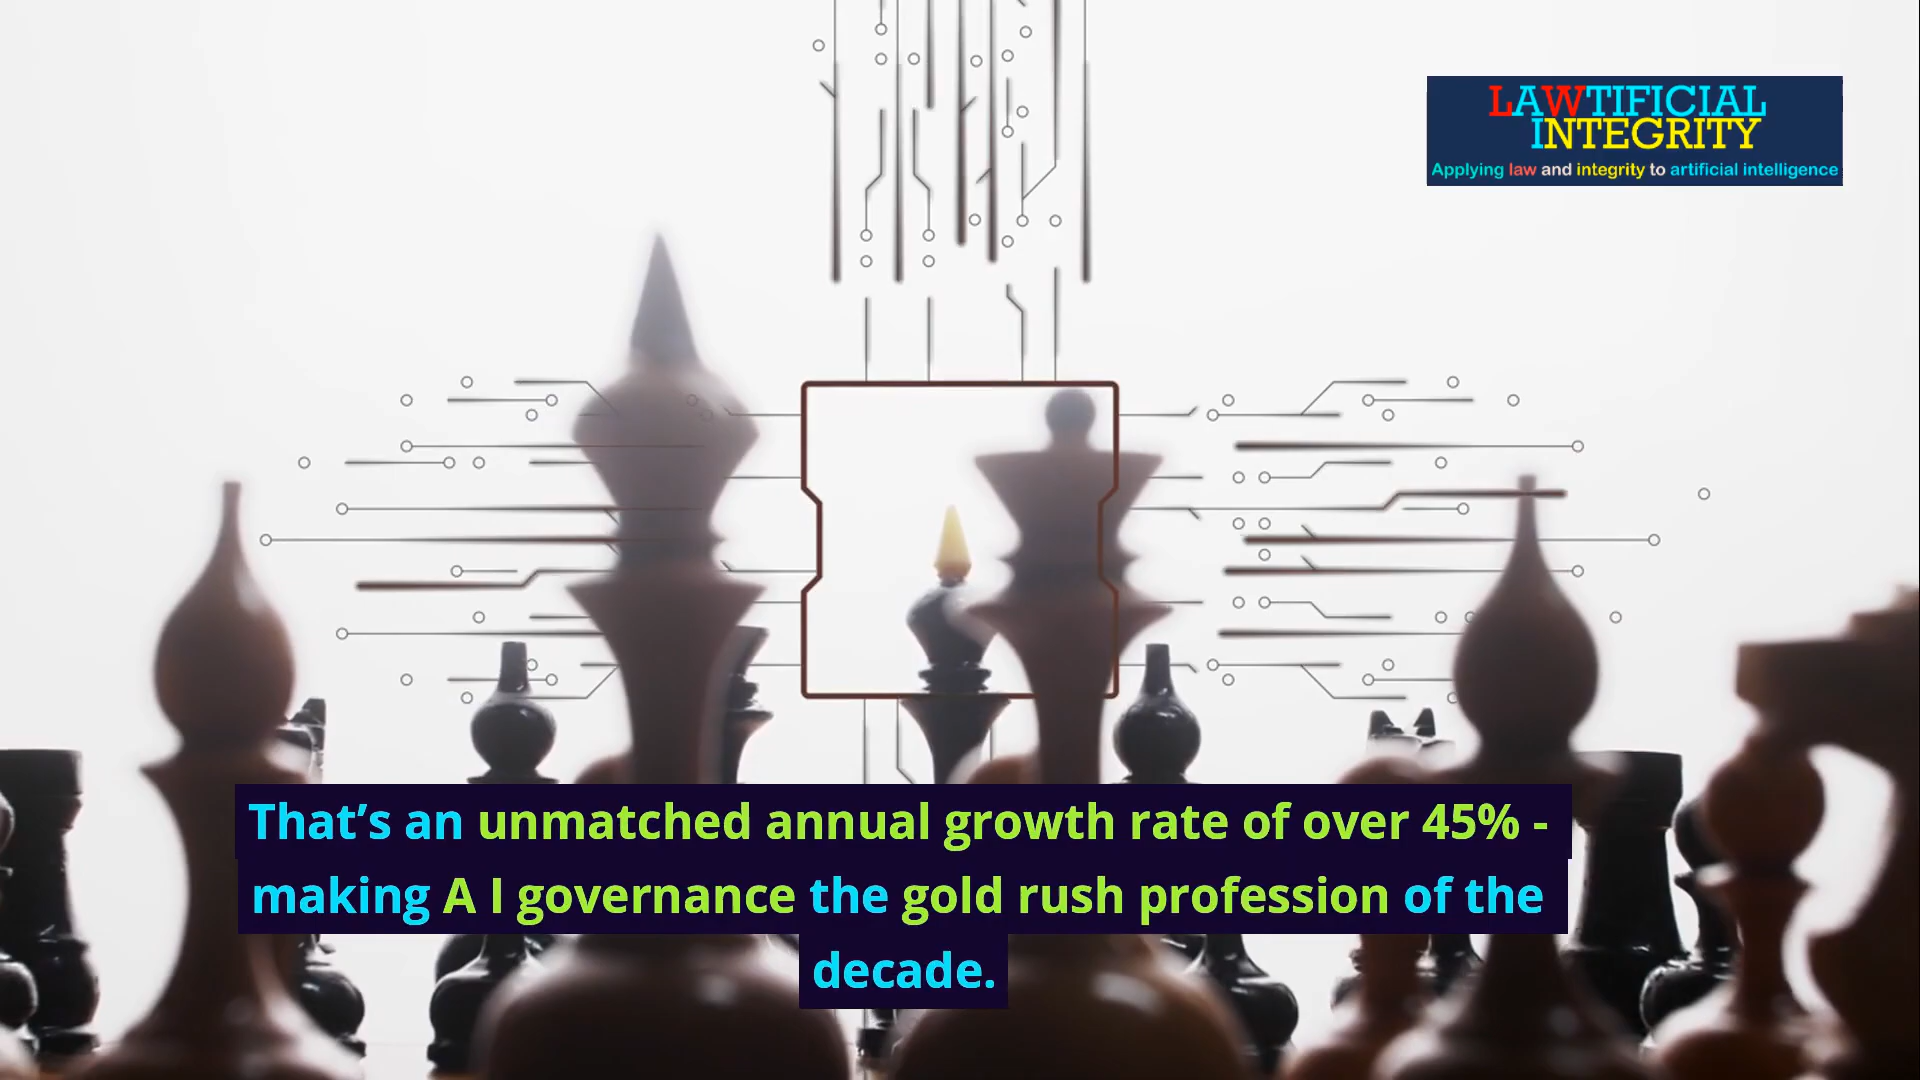 LAWTIFICIAL
INTEGRITY
Applying law and integrity to artificial intelligence
That’s an unmatched annual growth rate of over 45% -
making A I governance the gold rush profession of the
decade.